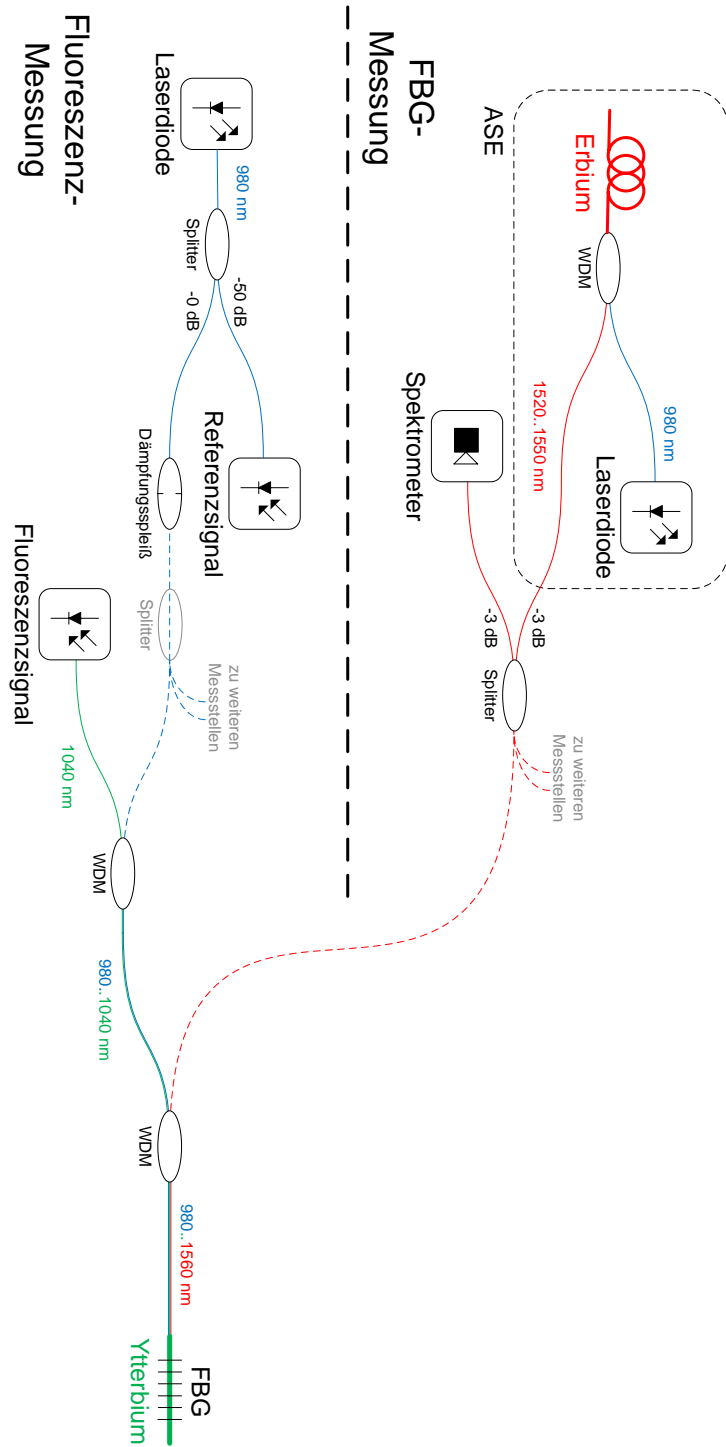 FBG-
Messung
ASE
Erbium
WDM
980 nm
Laserdiode
1520..1550 nm
Spektrometer
-3 dB
-3 dB
Splitter
zu weiteren
Messstellen
Fluoreszenz-
Messung
Laserdiode
980 nm
Splitter
-50 dB
-0 dB
Referenzsignal
Dämpfungsspleiß
Splitter
zu weiteren
Messstellen
Fluoreszenzsignal
1040 nm
WDM
980..1040 nm
WDM
980..1560 nm
FBG
Ytterbium